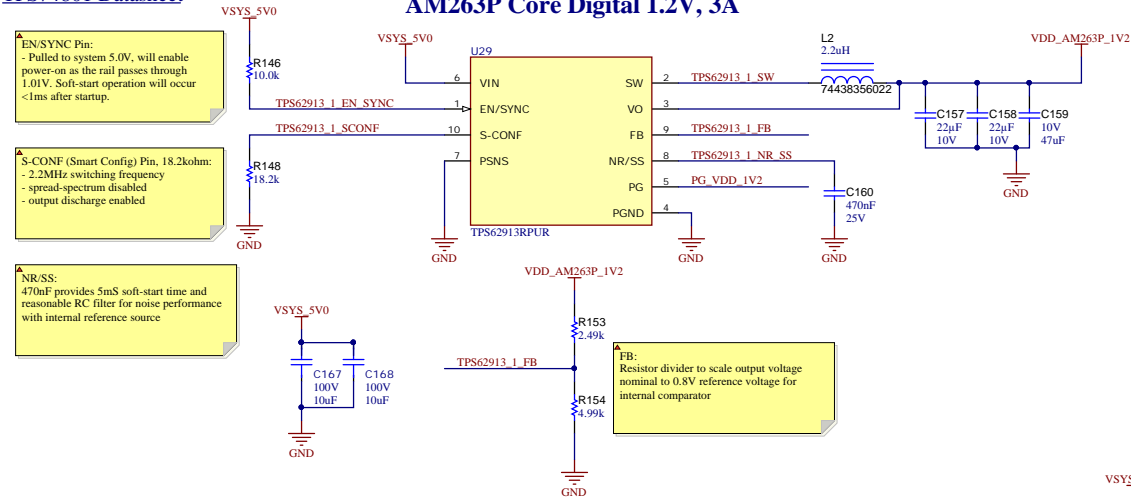 AM263P Core Digital 1.2V, 3A
EN/SYNC Pin:
- Pulled to system 5.0V, will enable
power-on as the rail passes through
1.01V. Soft-start operation will occur
<1ms after startup.
S-CONF (Smart Config) Pin, 18.2kohm:
- 2.2MHz switching frequency
- spread-spectrum disabled
- output discharge enabled
NR/SS:
470nF provides 5mS soft-start time and
reasonable RC filter for noise performance
with internal reference source
VSYS_5V0
R146
10.0k
TPS62913_1_EN_SYNC
TPS62913_1_SCONF
R148
18.2k
GND
VSYS_5V0
U29
6 VIN
1 EN/SYNC
10 S-CONF
7 PSNS
SW 2
VO 3
FB 9
NR/SS 8
PG 5
PGND 4
TPS62913RPUR
GND
TPS62913_1_SW
TPS62913_1_FB
TPS62913_1_NR_SS
PG_VDD_1V2
GND
L2
2.2uH
74438356022
C160
470nF
25V
GND
VDD_AM263P_1V2
C157
22μF
10V
C158
22μF
10V
C159
10V
47uF
GND
VSYS_5V0
C167
100V
10uF
C168
100V
10uF
GND
VDD_AM263P_1V2
R153
2.49k
TPS62913_1_FB
R154
4.99k
GND
FB:
Resistor divider to scale output voltage
nominal to 0.8V reference voltage for
internal comparator